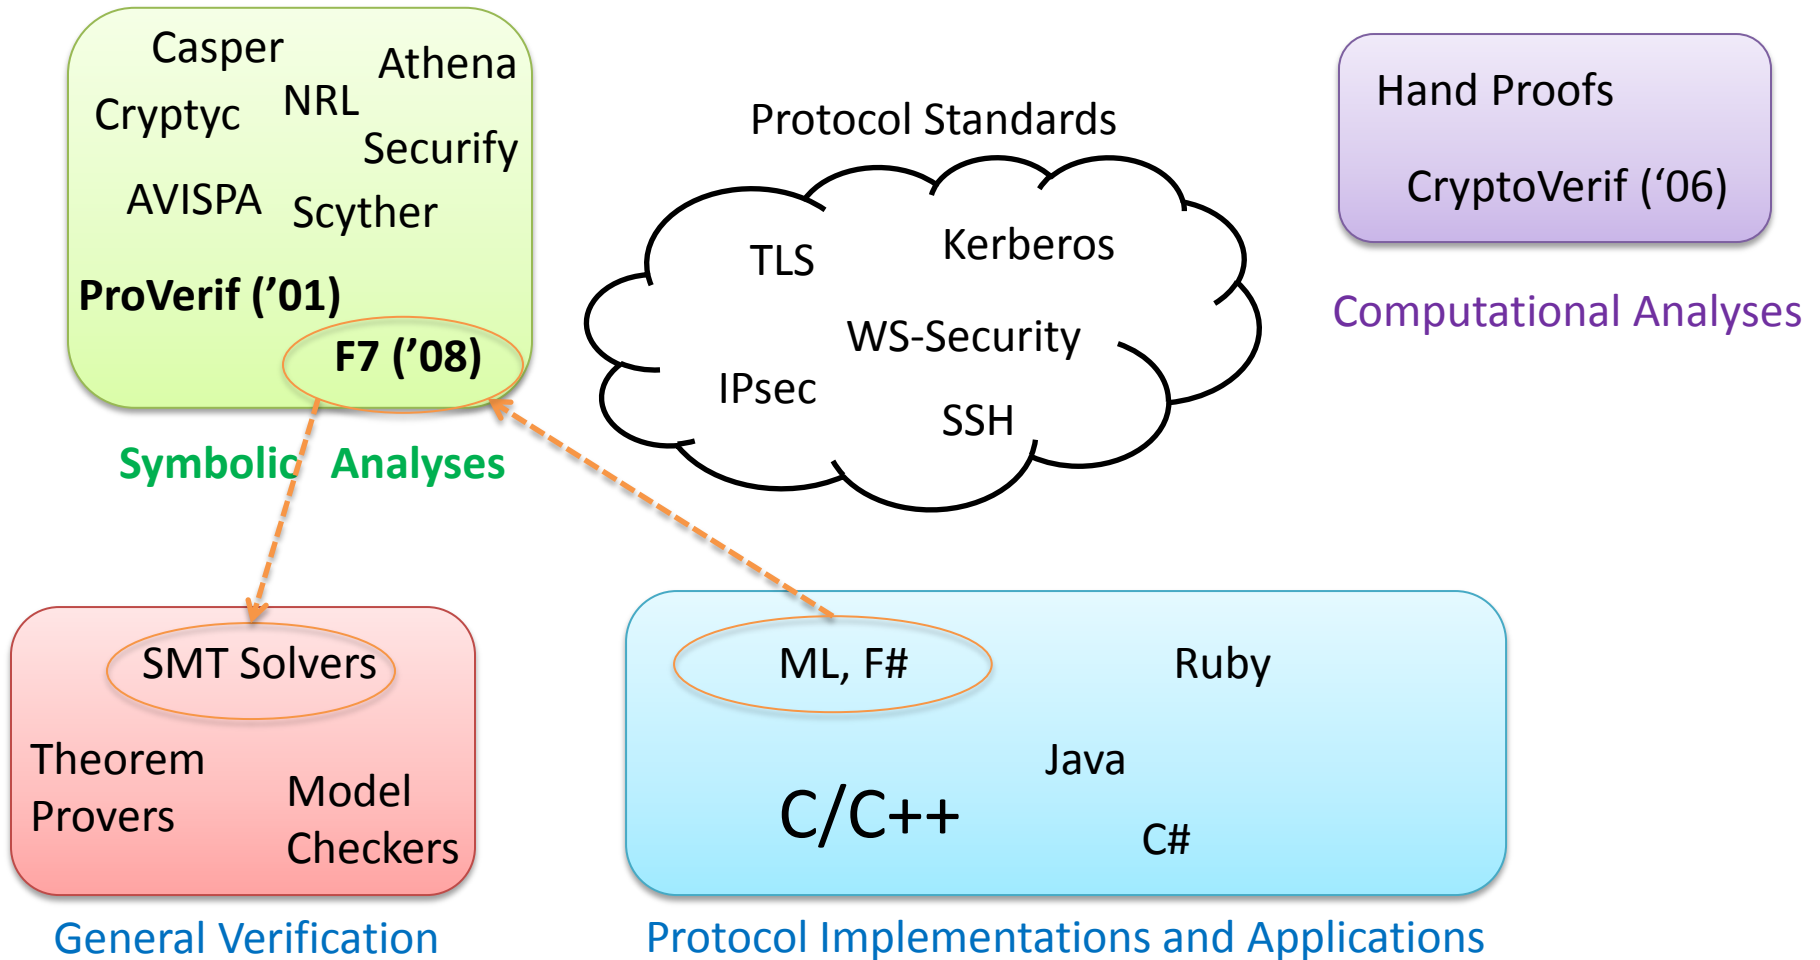 Casper
Athena
Cryptyc
NRL
Securify
AVISPA
Scyther
ProVerif (’01)
F7 (’08)
Symbolic Analyses
Protocol Standards
TLS
Kerberos
WS-Security
IPsec
SSH
Hand Proofs
CryptoVerif (‘06)
Computational Analyses
SMT Solvers
Theorem
Provers
Model
Checkers
General Verification
ML, F#
Ruby
Java
C/C++
C#
Protocol Implementations and Applications